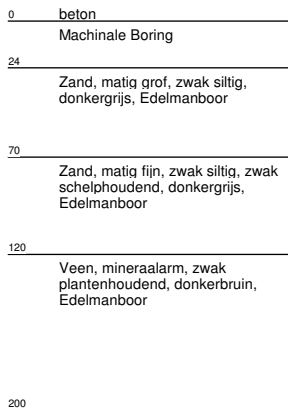 0 beton
Machinale Boring
24
Zand, matig grof, zwak siltig,
donkergrijs, Edelmanboor
70
Zand, matig fijn, zwak siltig, zwak
schelphoudend, donkergrijs,
Edelmanboor
120
Veen, mineraalarm, zwak
plantenhoudend, donkerbruin,
Edelmanboor
200